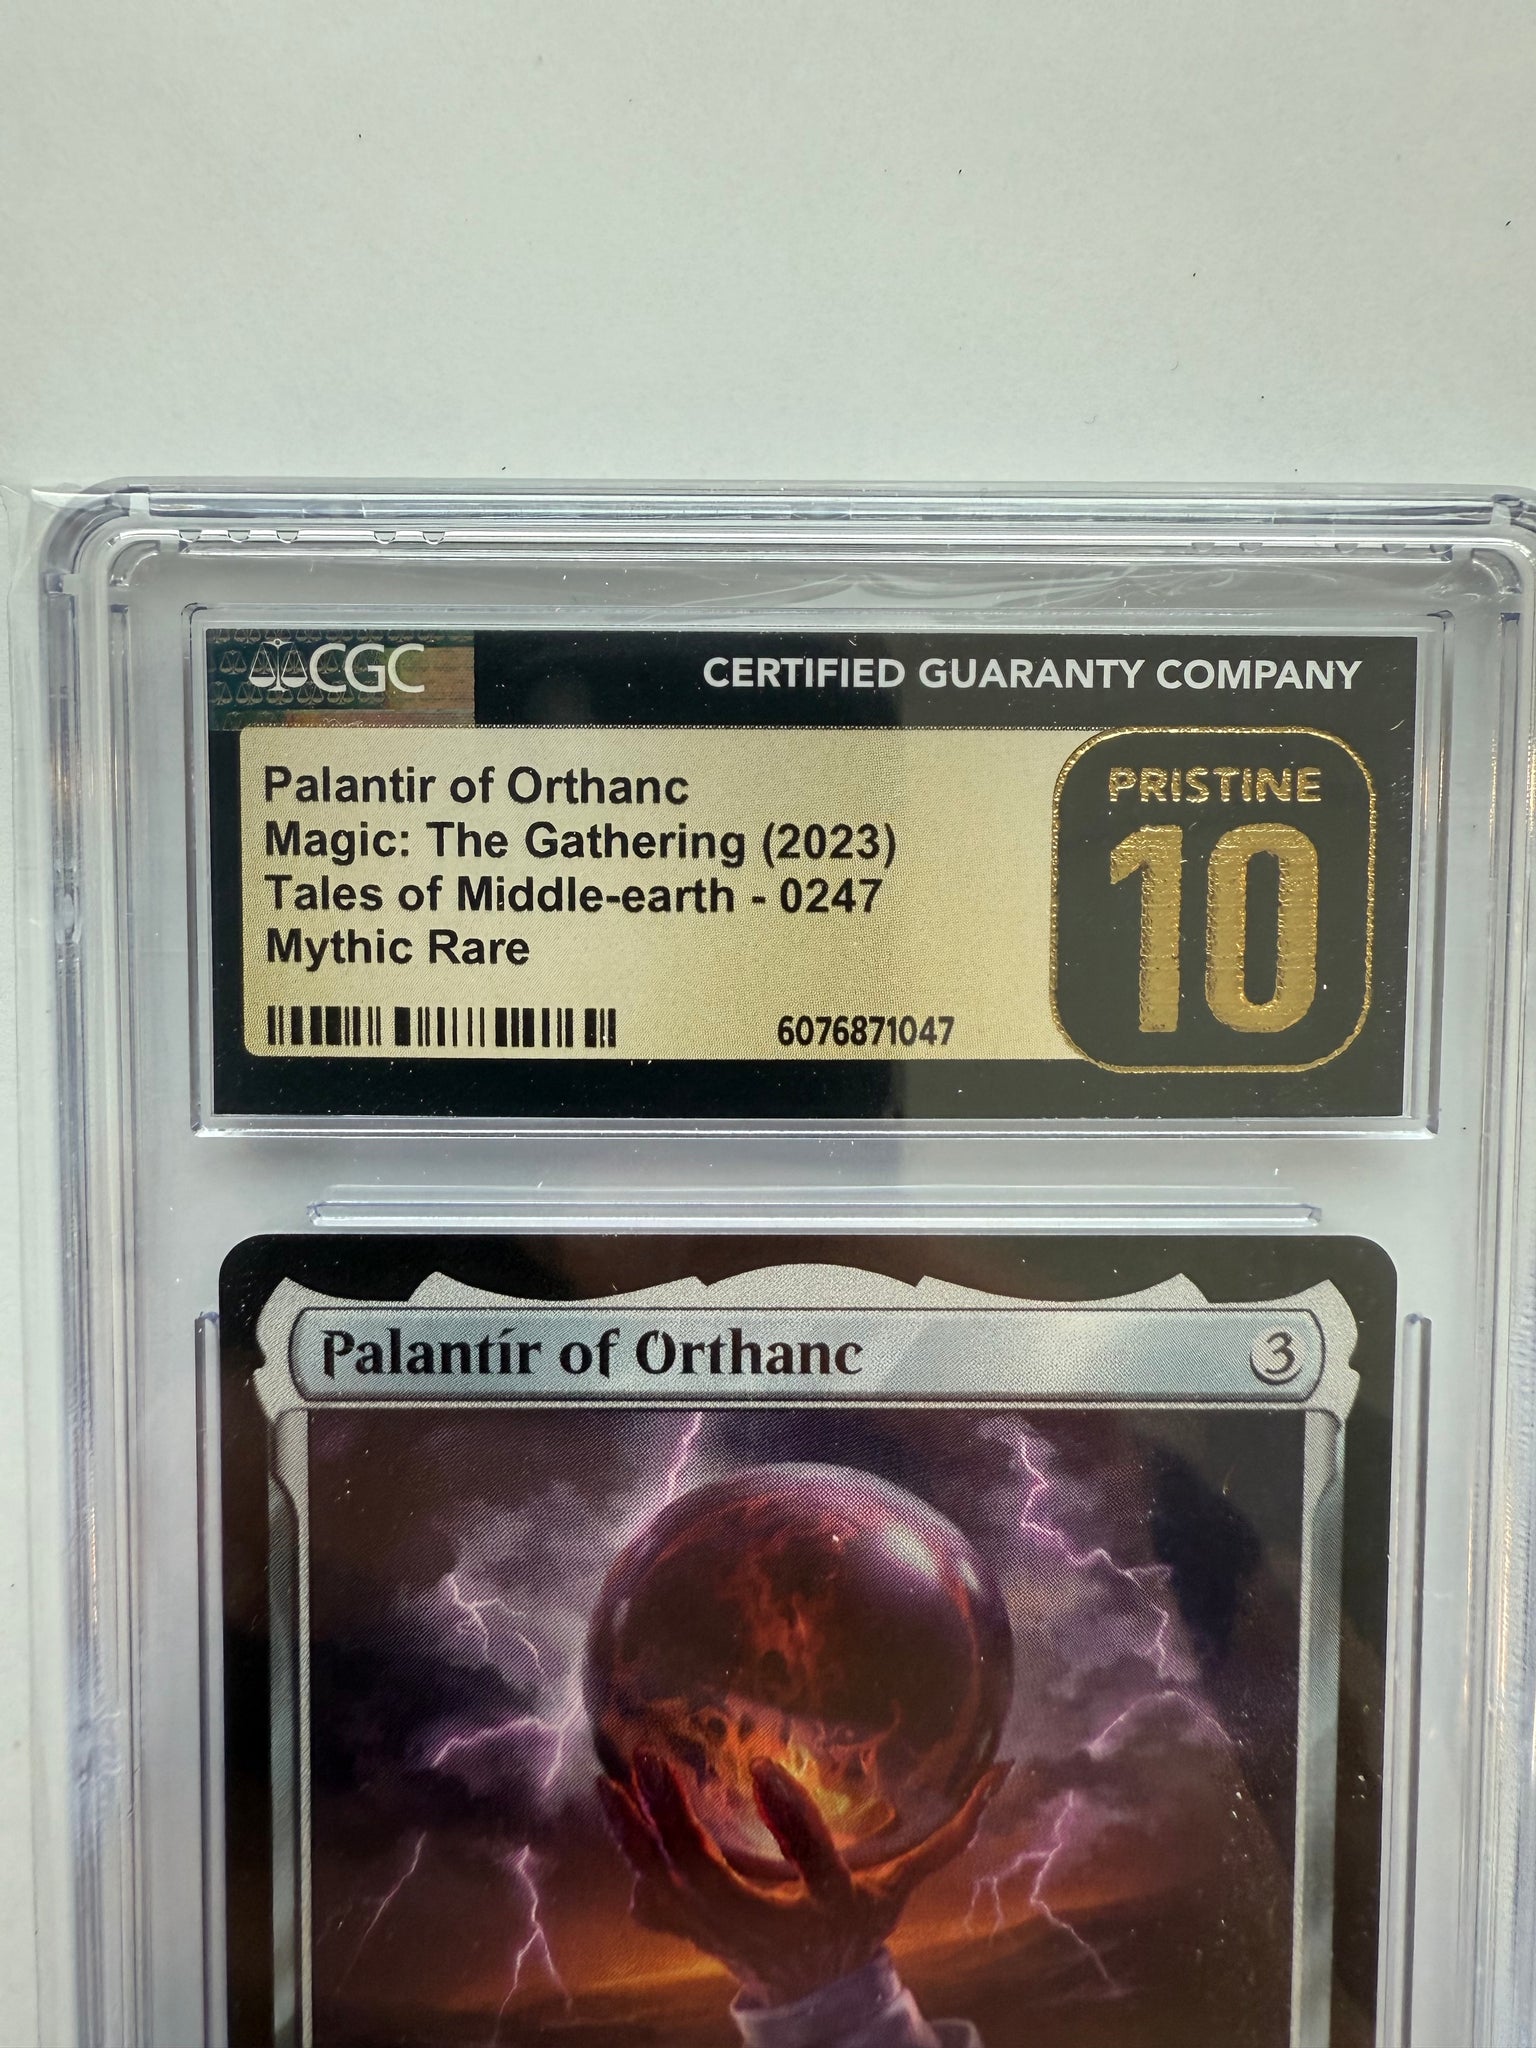 CGC CERTIFIED GUARANTY COMPANY
Palantir of Orthanc
Magic: The Gathering (2023)
Tales of Middle-earth - 0247
Mythic Rare
6076871047
PRISTINE
10
Palantír of Orthanc 3